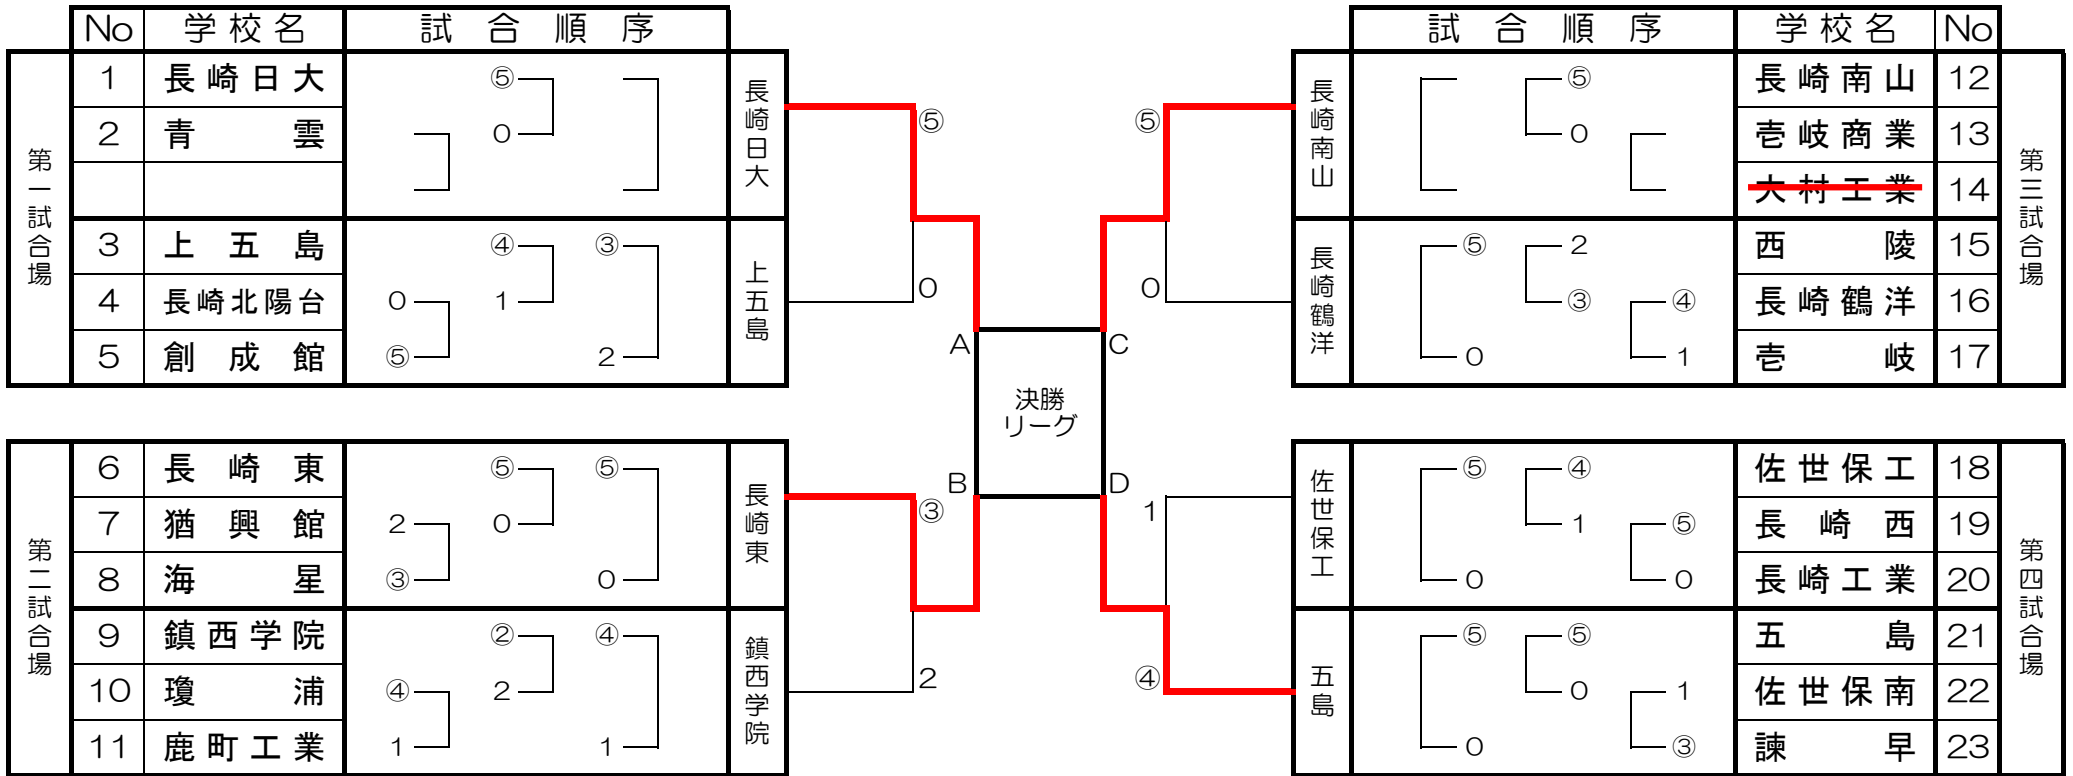 No 学校名 試合順序
第一試合場
1 長崎日大 ⑤
2 青雲 0
長崎日大
3 上五島 ④ ③
4 長崎北陽台 0 1
5 創成館 ⑤ 2
上五島
⑤
0
第二試合場
6 長崎東 ⑤ ⑤
7 猶興館 2 0
8 海星 ③ 0
長崎東
9 鎮西学院 ② ④
10 瓊浦 ④ 2
11 鹿町工業 1 1
鎮西学院
③
2
A
C
決勝
リーグ
B
D
試合順序 学校名 No
⑤
0
長崎南山
⑤ 長崎南山 12
0 壱岐商業 13
大村工業 14
長崎鶴洋
⑤ 2 西陵 15
③ ④ 長崎鶴洋 16
0 1 壱岐 17
第三試合場
1
④
佐世保工
⑤ ④ 佐世保工 18
1 ⑤ 長崎西 19
0 0 長崎工業 20
五島
⑤ ⑤ 五島 21
0 1 佐世保南 22
0 ③ 諫早 23
第四試合場